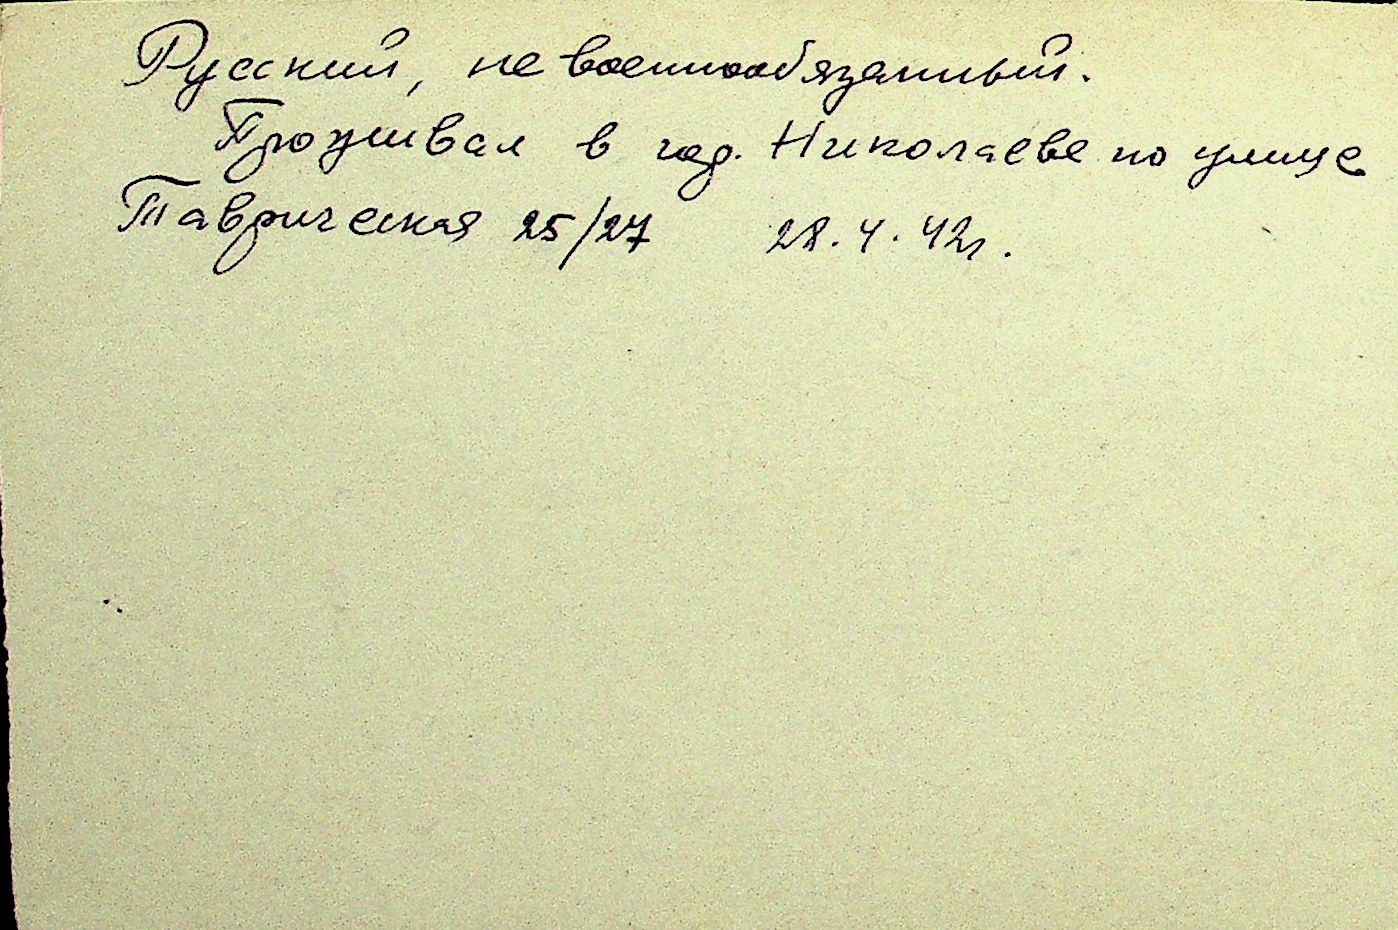 Русский, не военнообязанный.
Проживал в гор. Николаеве по улице
Таврическая 25/27 28.4.42г.